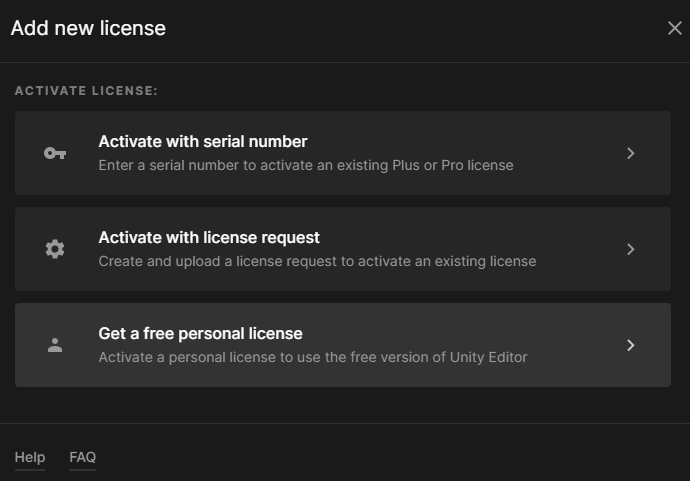 Add new license
ACTIVATE LICENSE:
Activate with serial number
Enter a serial number to activate an existing Plus or Pro license
Activate with license request
Create and upload a license request to activate an existing license
Get a free personal license
Activate a personal license to use the free version of Unity Editor
Help FAQ